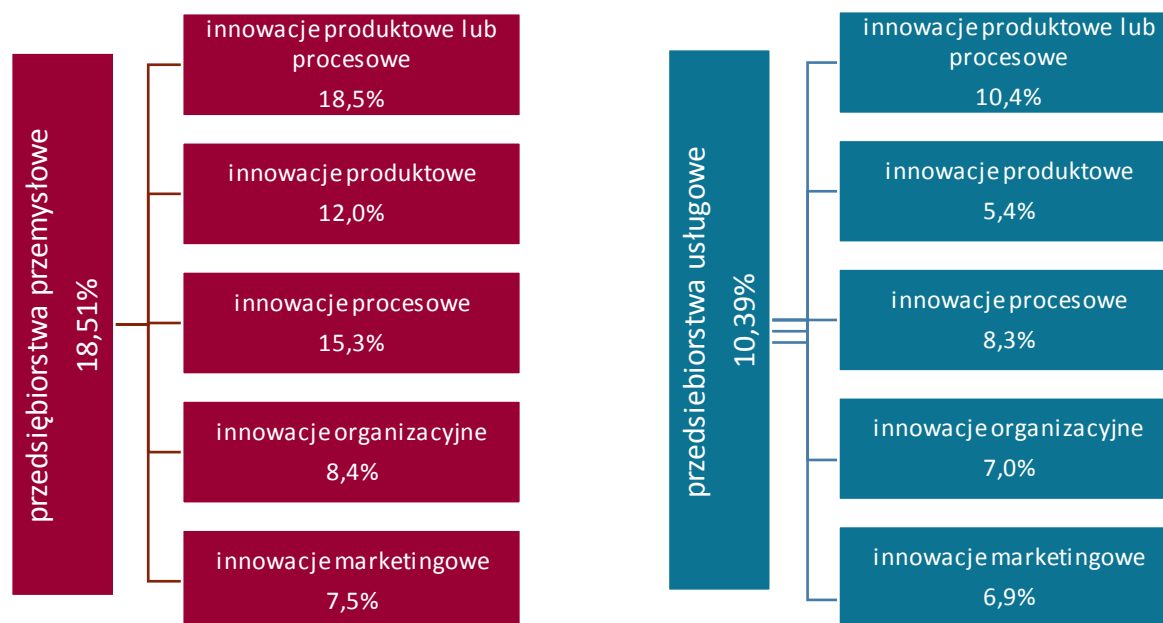 przedsiębiorstwa przemysłowe
18,51%
innowacje produktowe lub
procesowe
18,5%
innowacje produktowe
12,0%
innowacje procesowe
15,3%
innowacje organizacyjne
8,4%
innowacje marketingowe
7,5%
przedsiebiorstwa usługowe
10,39%
innowacje produktowe lub
procesowe
10,4%
innowacje produktowe
5,4%
innowacje procesowe
8,3%
innowacje organizacyjne
7,0%
innowacje marketingowe
6,9%